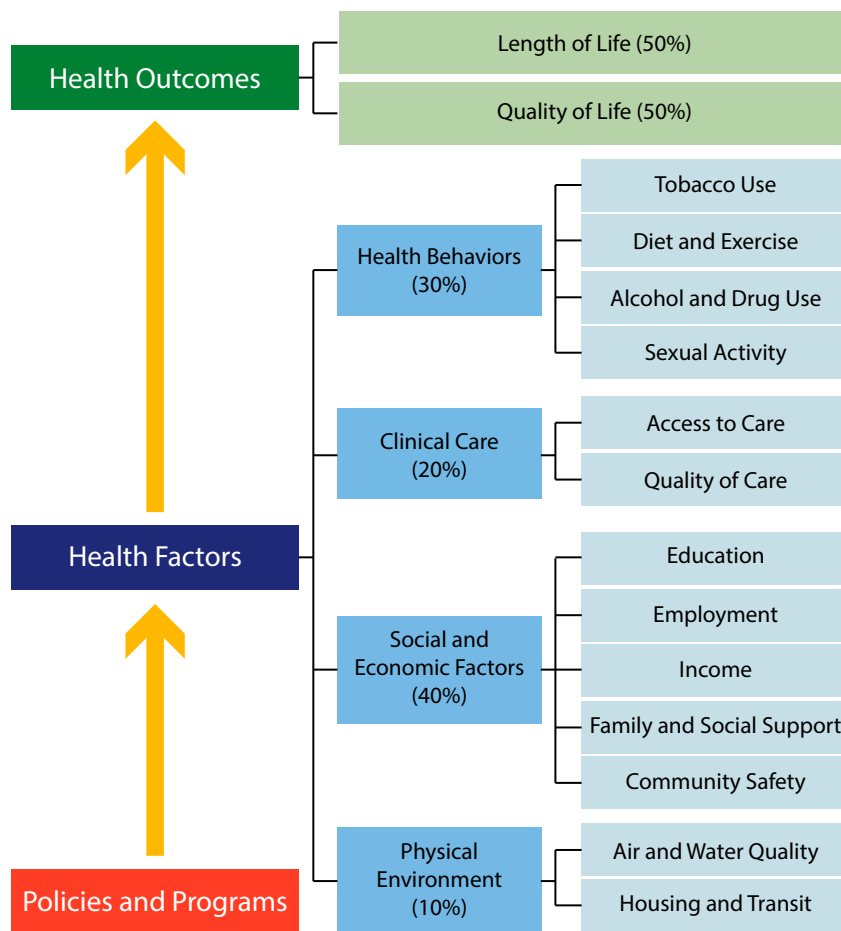 Health Outcomes
Length of Life (50%)
Quality of Life (50%)
Health Factors
Health Behaviors
(30%)
Tobacco Use
Diet and Exercise
Alcohol and Drug Use
Sexual Activity
Clinical Care
(20%)
Access to Care
Quality of Care
Social and
Economic Factors
(40%)
Education
Employment
Income
Family and Social Support
Community Safety
Physical
Environment
(10%)
Air and Water Quality
Housing and Transit
Policies and Programs